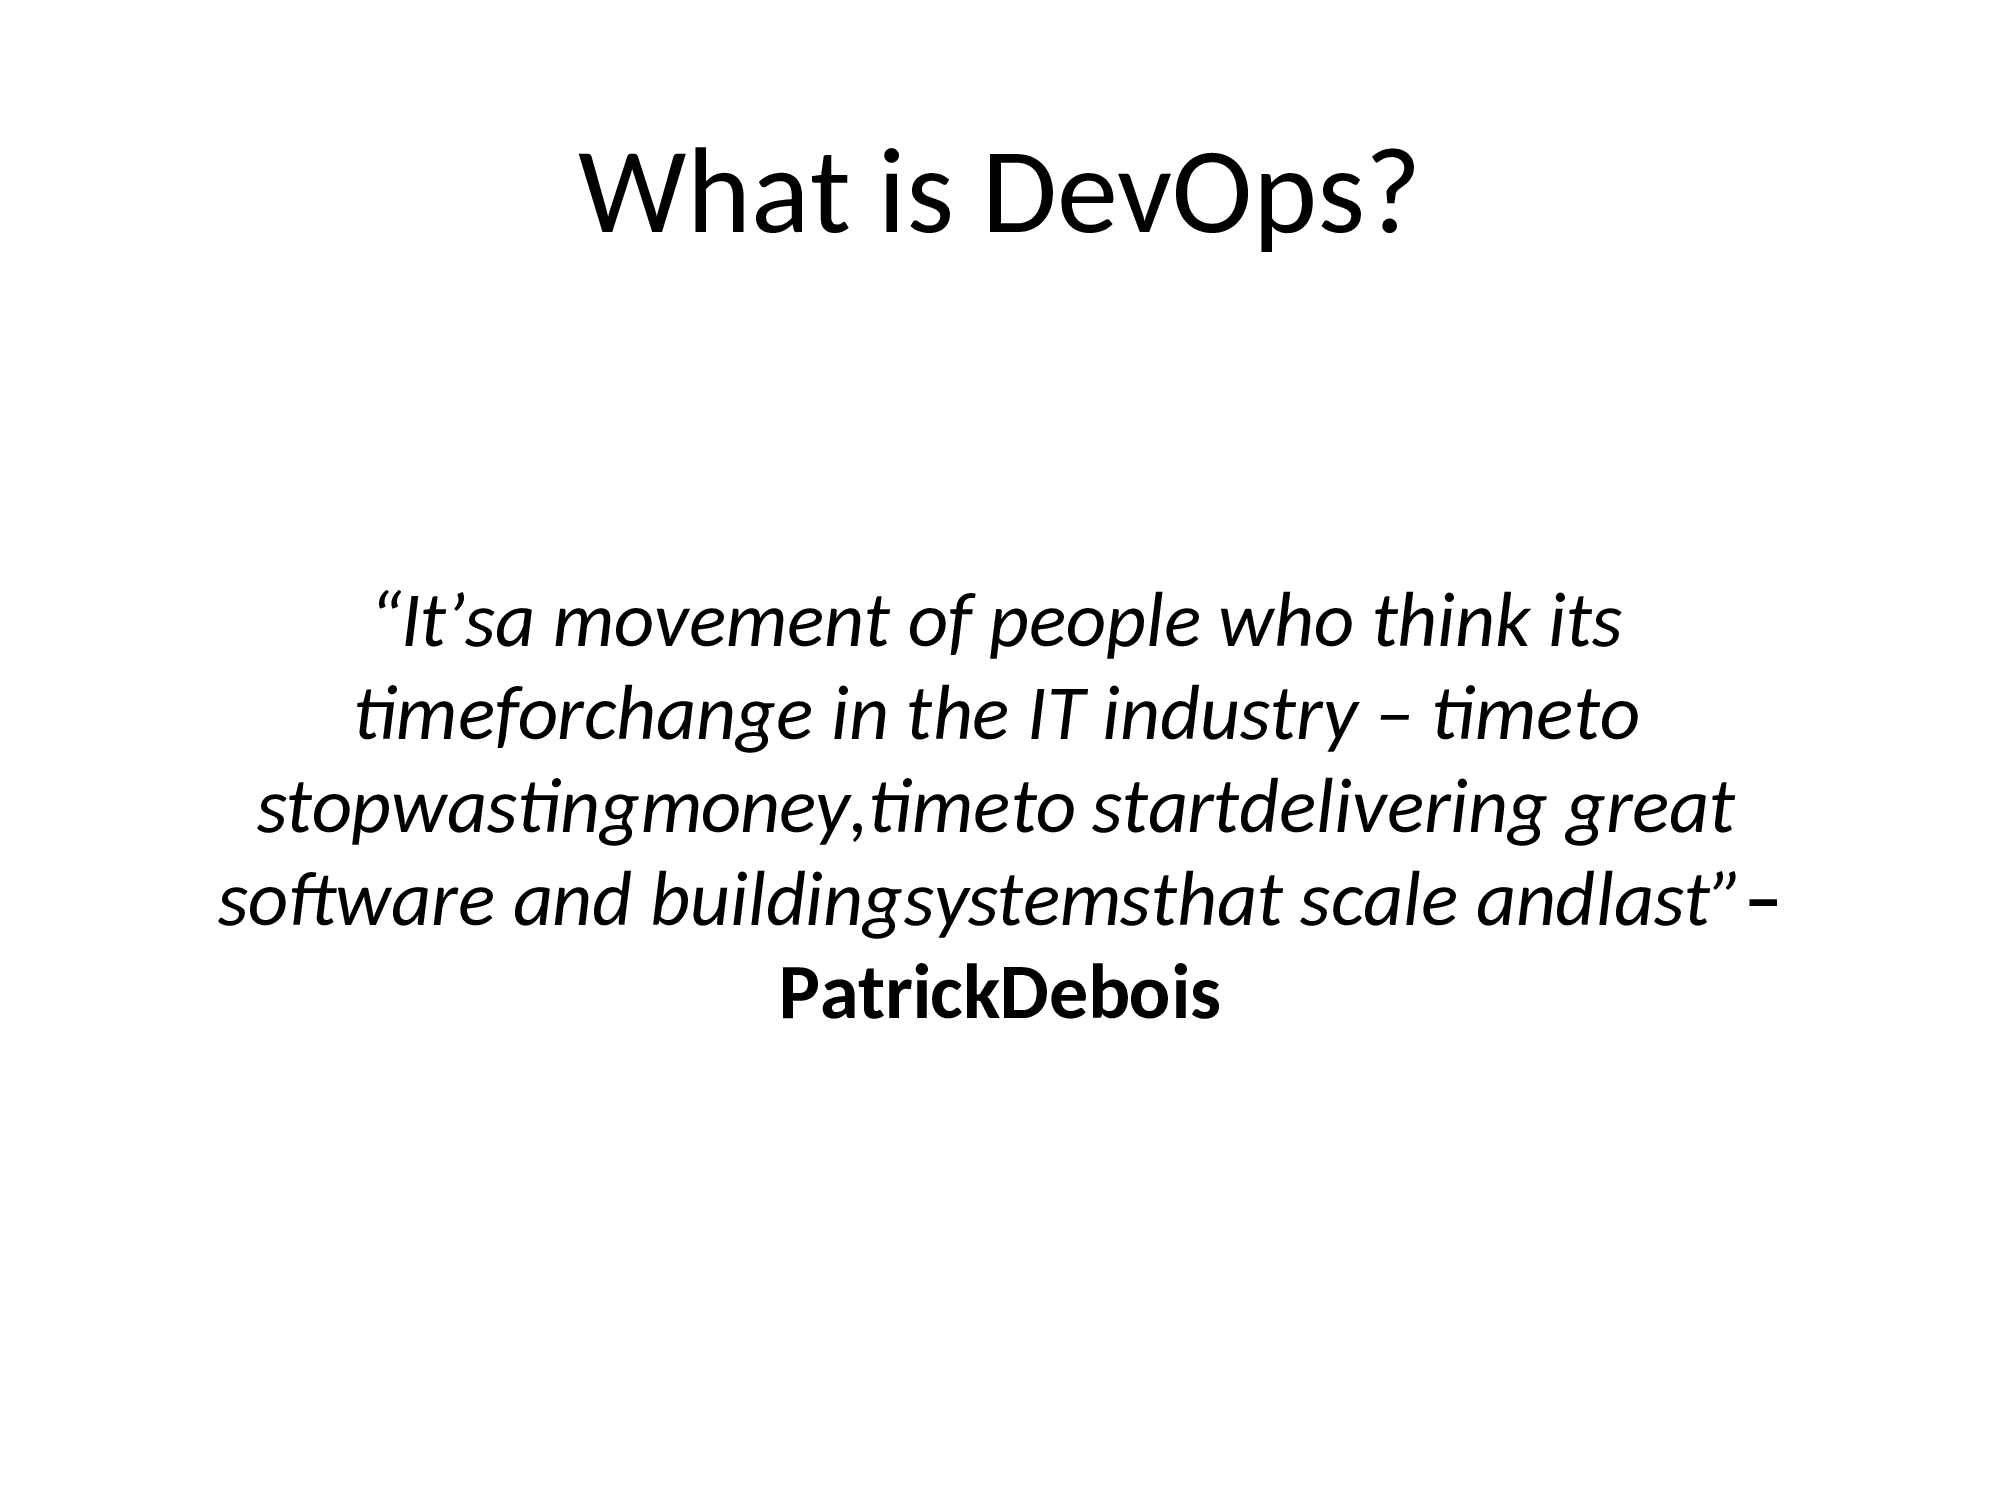 What is DevOps?
“It’sa movement of people who think its
timeforchange in the IT industry – timeto
stopwastingmoney,timeto startdelivering great
software and buildingsystemsthat scale andlast” –
PatrickDebois